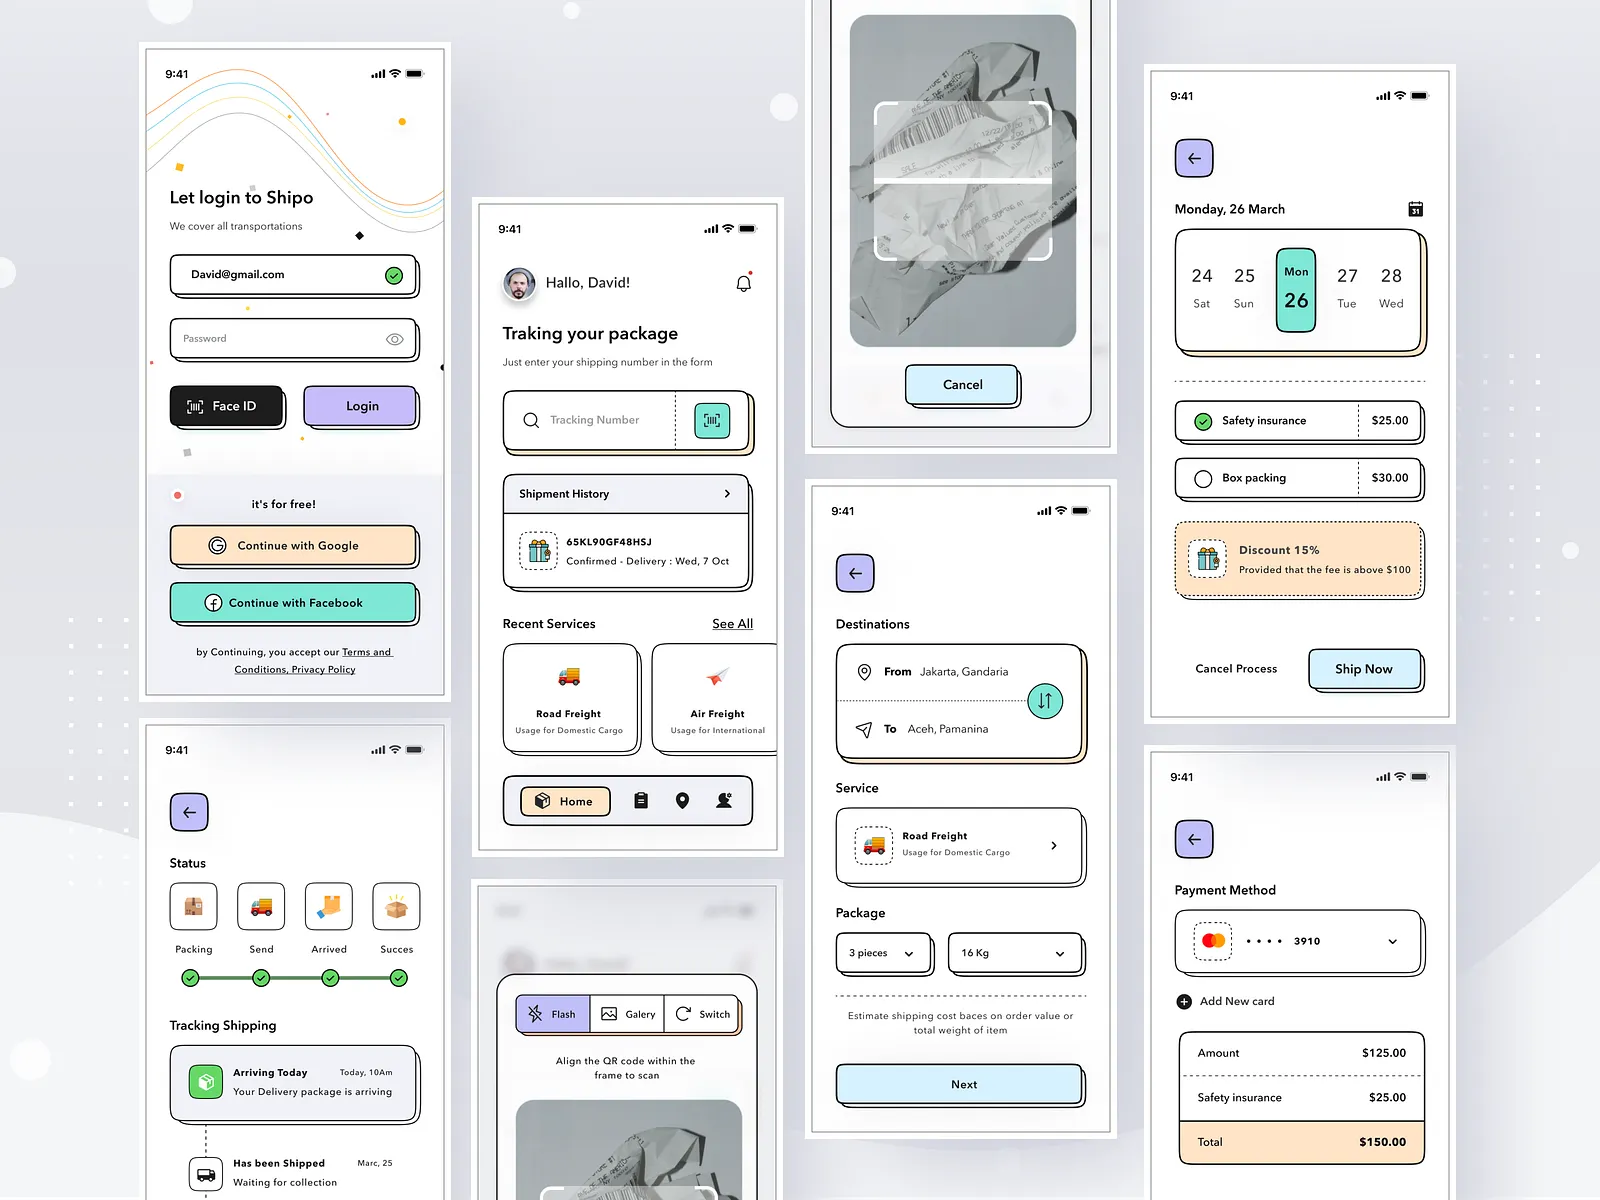 9:41
Let login to Shipo
We cover all transportations
David@gmail.com
Password
Face ID
Login
it's for free!
Continue with Google
Continue with Facebook
by Continuing, you accept our Terms and
Conditions, Privacy Policy
9:41
Status
Packing
Send
Arrived
Succes
Tracking Shipping
Arriving Today
Today, 10Am
Your Delivery package is arriving
Has been Shipped
Marc, 25
Waiting for collection
9:41
Hallo, David!
Traking your package
Just enter your shipping number in the form
Tracking Number
Shipment History
65KL90GF48HSJ
Confirmed - Delivery : Wed, 7 Oct
Recent Services
See All
Road Freight
Usage for Domestic Cargo
Air Freight
Usage for International
Home
Flash
Galery
Switch
Align the QR code within the
frame to scan
SALE
Cancel
9:41
Destinations
From Jakarta, Gandaria
To Aceh, Pamanina
Service
Road Freight
Usage for Domestic Cargo
Package
3 pieces
16 Kg
Estimate shipping cost baces on order value or
total weight of item
Next
9:41
Monday, 26 March
31
24
25
Mon
26
27
28
Sat
Sun
Tue
Wed
Safety insurance
$25.00
Box packing
$30.00
Discount 15%
Provided that the fee is above $100
Cancel Process
Ship Now
9:41
Payment Method
• • • • 3910
Add New card
Amount
$125.00
Safety insurance
$25.00
Total
$150.00